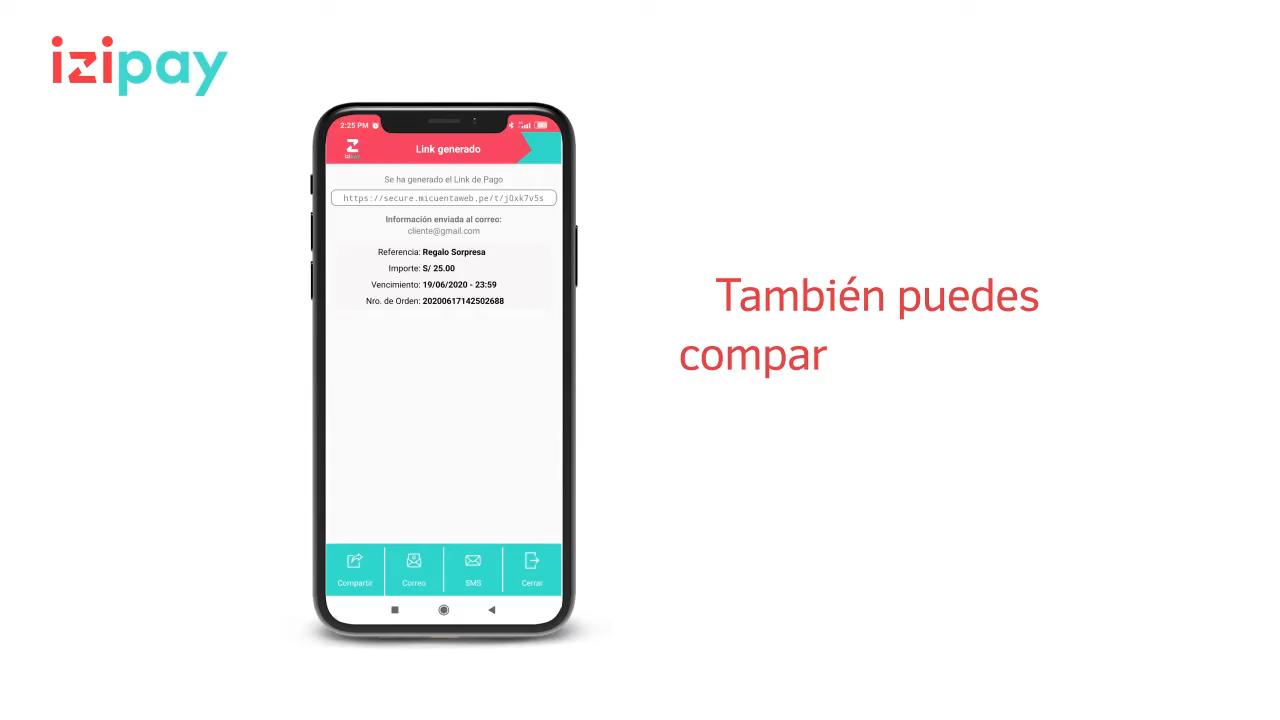 izipay
2:25 PM
izipay
Link generado
Se ha generado el Link de Pago
https://secure.micuentaweb.pe/t/j0xk7v5s
Información enviada al correo:
cliente@gmail.com
Referencia: Regalo Sorpresa
Importe: S/ 25.00
Vencimiento: 19/06/2020 - 23:59
Nro. de Orden: 20200617142502688
Compartir Correo SMS Cerrar
También puedes
compar